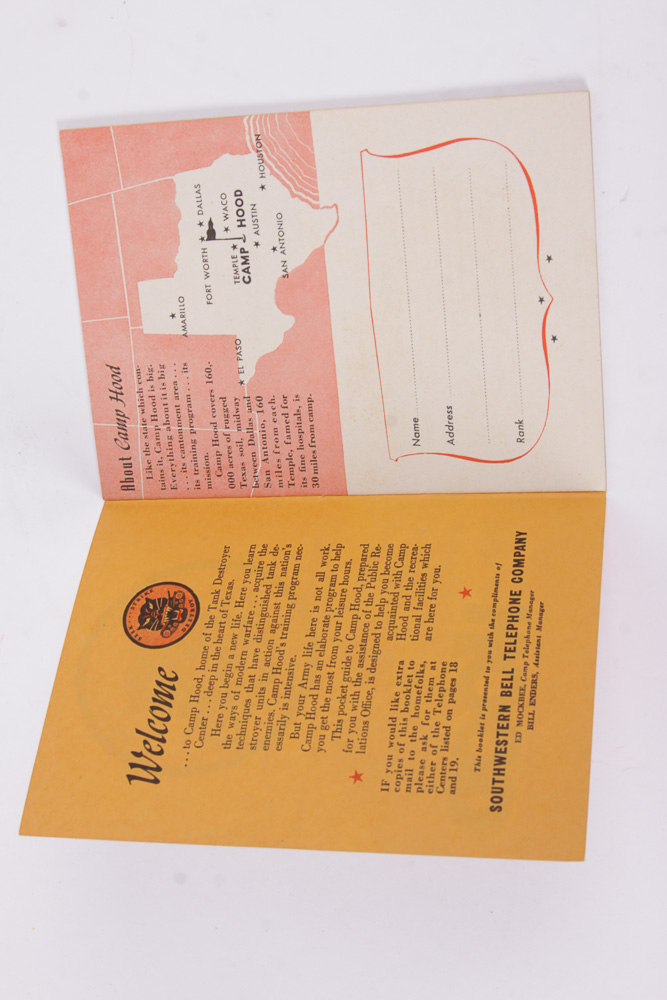 Welcome
SEEK STRIKE
DESTROY
...to Camp Hood, home of the Tank Destroyer
Center...deep in the heart of Texas.
Here you begin a new life. Here you learn
the ways of modern warfare...acquire the
techniques that have distinguished tank de-
stroyer units in action against this nation's
enemies. Camp Hood's training program nec-
essarily is intensive.
But your Army life here is not all work.
Camp Hood has an elaborate program to help
you get the most from your leisure hours.
This pocket guide to Camp Hood, prepared
for you with the assistance of the Public Re-
lations Office, is designed to help you become
acquainted with Camp
Hood and the recrea-
tional facilities which
are here for you.
IF you would like extra
copies of this booklet to
mail to the homefolks,
please ask for them at
either of the Telephone
Centers listed on pages 18
and 19.
This booklet is presented to you with the compliments of
SOUTHWESTERN BELL TELEPHONE COMPANY
ED MOCKBEE, Camp Telephone Manager
BILL ENDERS, Assistant Manager
About Camp Hood
Like the state which con-
tains it, Camp Hood is big.
Everything about it is big
...its cantonment area...
its training program...its
mission.
Camp Hood covers 160,-
000 acres of rugged
Texas soil, midway
between Dallas and
San Antonio, 160
miles from each.
Temple, famed for
its fine hospitals, is
30 miles from camp.
AMARILLO
FORT WORTH
DALLAS
WACO
TEMPLE
CAMP HOOD
AUSTIN
HOUSTON
SAN ANTONIO
EL PASO
Name
Address
Rank